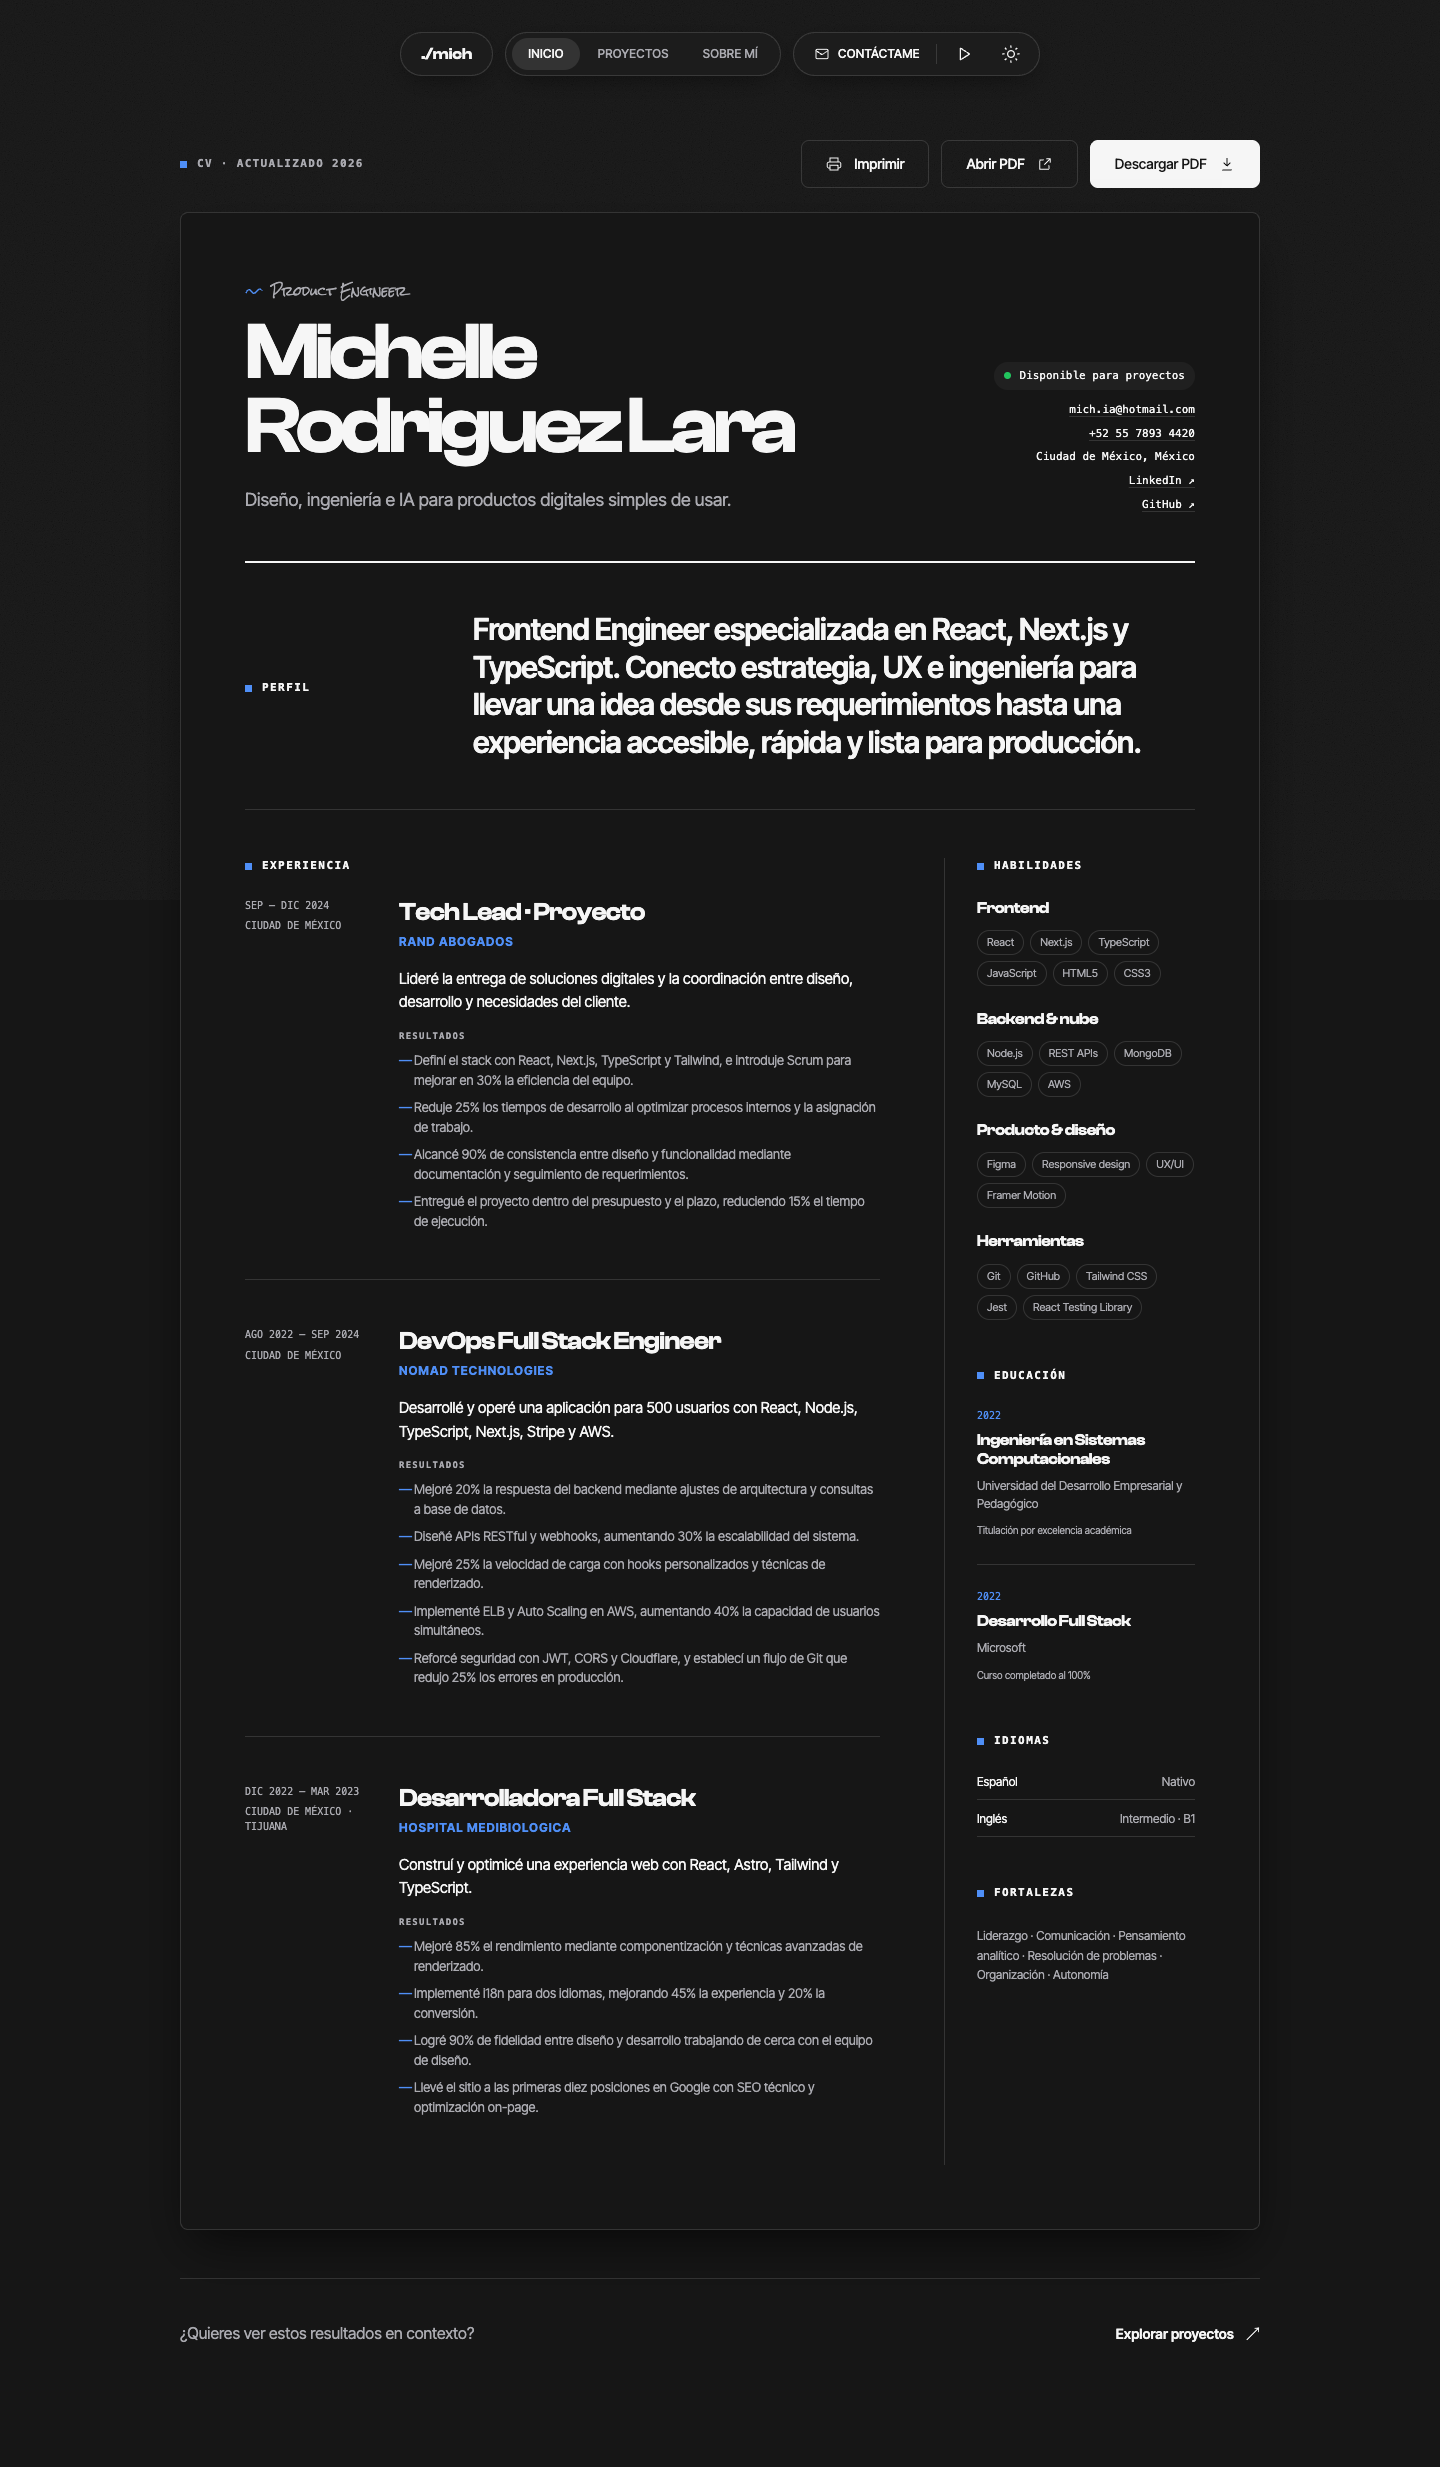 ./mich
INICIO PROYECTOS SOBRE MÍ
CONTÁCTAME
CV · ACTUALIZADO 2026
Imprimir
Abrir PDF
Descargar PDF
Product Engineer
Michelle
Rodriguez Lara
Diseño, ingeniería e IA para productos digitales simples de usar.
Disponible para proyectos
mich.ia@hotmail.com
+52 55 7893 4420
Ciudad de México, México
LinkedIn ↗
GitHub ↗
PERFIL
Frontend Engineer especializada en React, Next.js y
TypeScript. Conecto estrategia, UX e ingeniería para
llevar una idea desde sus requerimientos hasta una
experiencia accesible, rápida y lista para producción.
EXPERIENCIA
SEP — DIC 2024
CIUDAD DE MÉXICO
Tech Lead · Proyecto
RAND ABOGADOS
Lideré la entrega de soluciones digitales y la coordinación entre diseño,
desarrollo y necesidades del cliente.
RESULTADOS
— Definí el stack con React, Next.js, TypeScript y Tailwind, e introduje Scrum para
mejorar en 30% la eficiencia del equipo.
— Reduje 25% los tiempos de desarrollo al optimizar procesos internos y la asignación
de trabajo.
— Alcancé 90% de consistencia entre diseño y funcionalidad mediante
documentación y seguimiento de requerimientos.
— Entregué el proyecto dentro del presupuesto y el plazo, reduciendo 15% el tiempo
de ejecución.
AGO 2022 — SEP 2024
CIUDAD DE MÉXICO
DevOps Full Stack Engineer
NOMAD TECHNOLOGIES
Desarrollé y operé una aplicación para 500 usuarios con React, Node.js,
TypeScript, Next.js, Stripe y AWS.
RESULTADOS
— Mejoré 20% la respuesta del backend mediante ajustes de arquitectura y consultas
a base de datos.
— Diseñé APIs RESTful y webhooks, aumentando 30% la escalabilidad del sistema.
— Mejoré 25% la velocidad de carga con hooks personalizados y técnicas de
renderizado.
— Implementé ELB y Auto Scaling en AWS, aumentando 40% la capacidad de usuarios
simultáneos.
— Reforcé seguridad con JWT, CORS y Cloudflare, y establecí un flujo de Git que
redujo 25% los errores en producción.
DIC 2022 — MAR 2023
CIUDAD DE MÉXICO ·
TIJUANA
Desarrolladora Full Stack
HOSPITAL MEDIBIOLOGICA
Construí y optimicé una experiencia web con React, Astro, Tailwind y
TypeScript.
RESULTADOS
— Mejoré 85% el rendimiento mediante componentización y técnicas avanzadas de
renderizado.
— Implementé i18n para dos idiomas, mejorando 45% la experiencia y 20% la
conversión.
— Logré 90% de fidelidad entre diseño y desarrollo trabajando de cerca con el equipo
de diseño.
— Llevé el sitio a las primeras diez posiciones en Google con SEO técnico y
optimización on-page.
HABILIDADES
Frontend
React Next.js TypeScript
JavaScript HTML5 CSS3
Backend & nube
Node.js REST APIs MongoDB
MySQL AWS
Producto & diseño
Figma Responsive design UX/UI
Framer Motion
Herramientas
Git GitHub Tailwind CSS
Jest React Testing Library
EDUCACIÓN
2022
Ingeniería en Sistemas
Computacionales
Universidad del Desarrollo Empresarial y
Pedagógico
Titulación por excelencia académica
2022
Desarrollo Full Stack
Microsoft
Curso completado al 100%
IDIOMAS
Español Nativo
Inglés Intermedio · B1
FORTALEZAS
Liderazgo · Comunicación · Pensamiento
analítico · Resolución de problemas ·
Organización · Autonomía
¿Quieres ver estos resultados en contexto?
Explorar proyectos